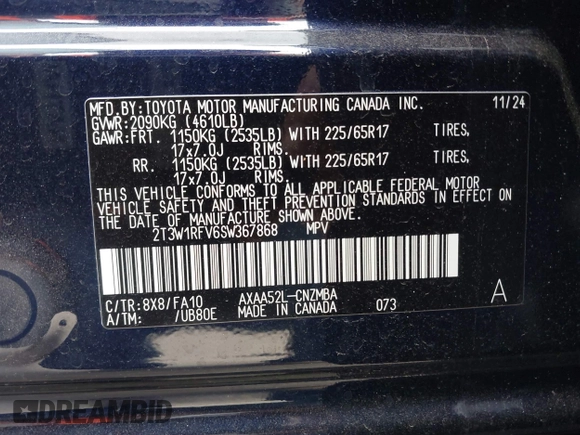 MFD.BY:TOYOTA MOTOR MANUFACTURING CANADA INC. 11/24
GVWR:2090KG (4610LB)
GAWR:FRT. 1150KG (2535LB) WITH 225/65R17 TIRES,
17x7.0J RIMS.
RR. 1150KG (2535LB) WITH 225/65R17 TIRES,
17x7.0J RIMS.
THIS VEHICLE CONFORMS TO ALL APPLICABLE FEDERAL MOTOR
VEHICLE SAFETY AND THEFT PREVENTION STANDARDS IN EFFECT ON
THE DATE OF MANUFACTURE SHOWN ABOVE.
2T3W1RFV6SW367868 MPV
C/TR:8X8/FA10 AXAA52L-CNZMBA 073 A
A/TM: /UB80E MADE IN CANADA
DREAMBID